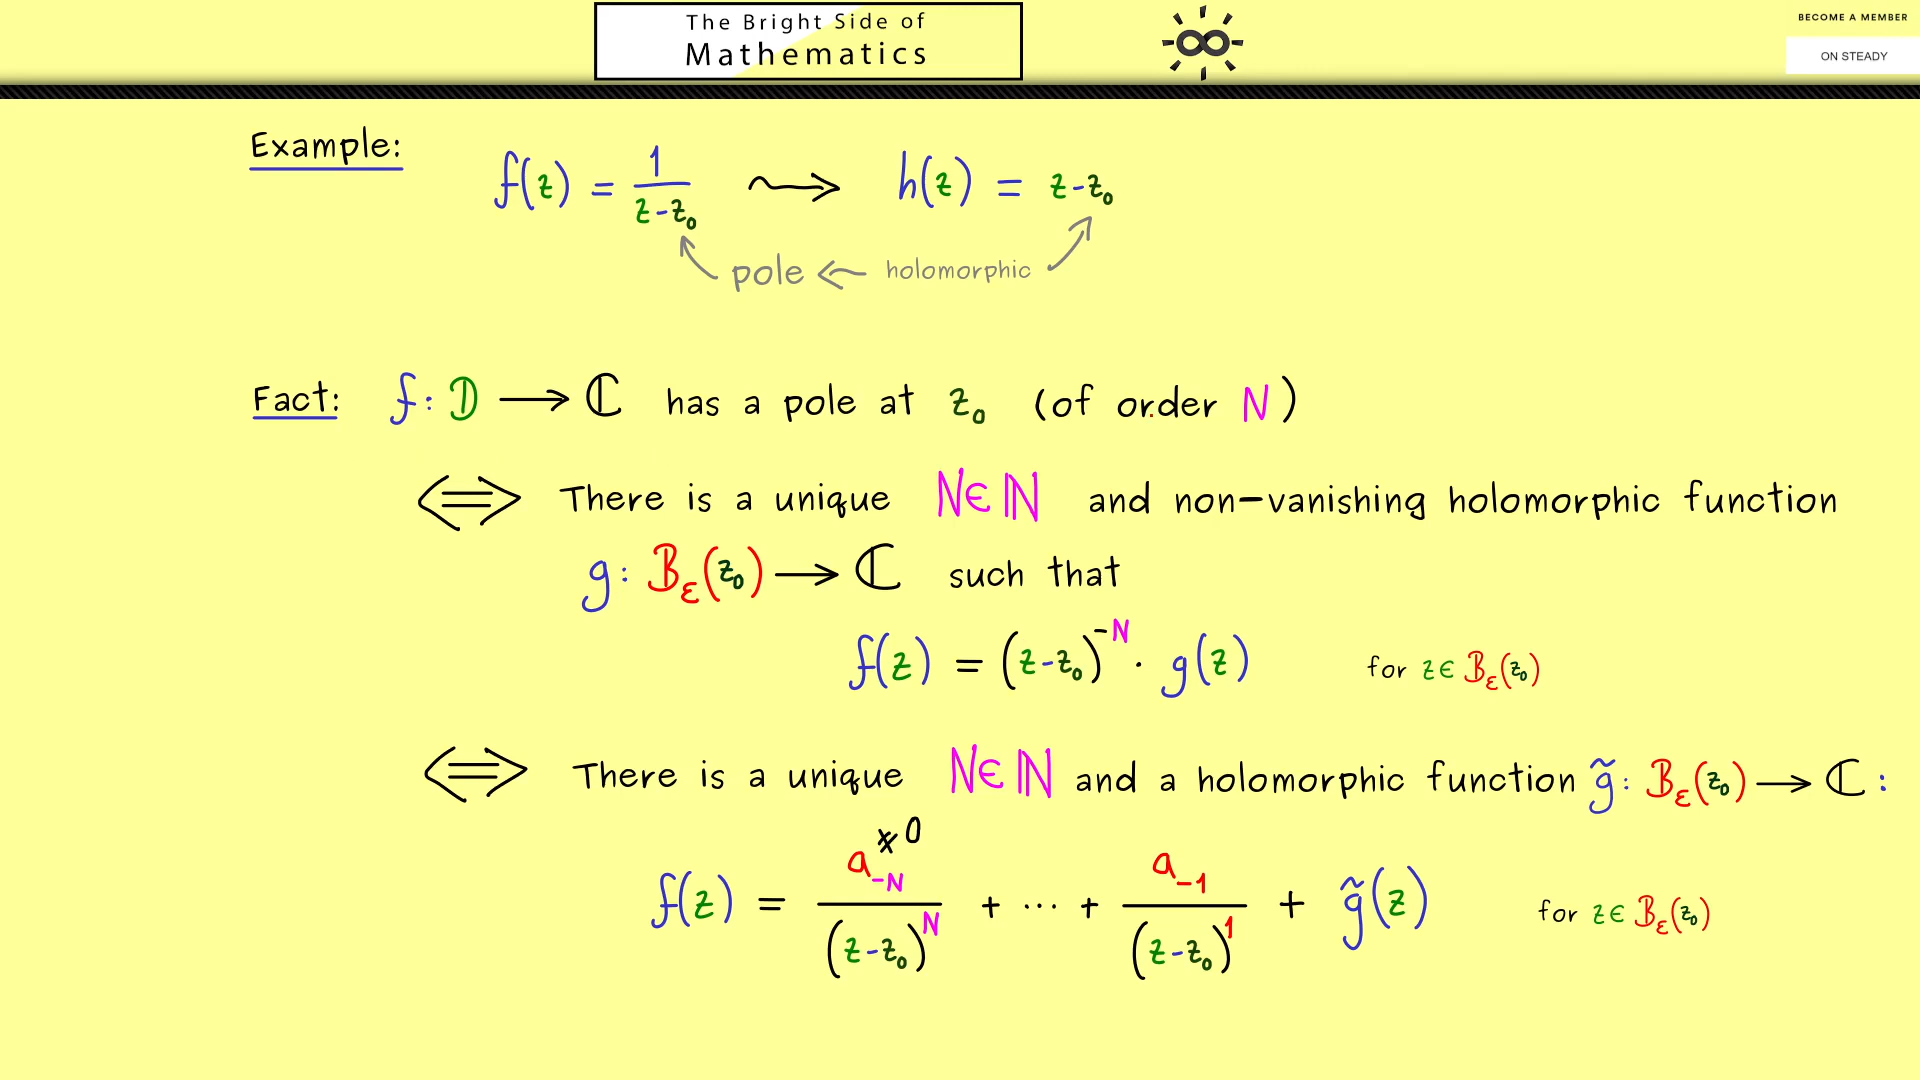 The Bright Side of
Mathematics
BECOME A MEMBER
ON STEADY
Example: f(z) = 1/(z-z₀) ⇝ h(z) = z-z₀
pole ← holomorphic
Fact: f: D → ℂ has a pole at z₀ (of order N)
⟺ There is a unique N∈ℕ and non-vanishing holomorphic function
g: B_ε(z₀) → ℂ such that
f(z) = (z-z₀)^{-N} · g(z) for z∈B_ε(z₀)
⟺ There is a unique N∈ℕ and a holomorphic function g̃: B_ε(z₀) → ℂ :
f(z) = a_{-N}^{≠0}/(z-z₀)^N + ··· + a_{-1}/(z-z₀)^1 + g̃(z) for z∈B_ε(z₀)